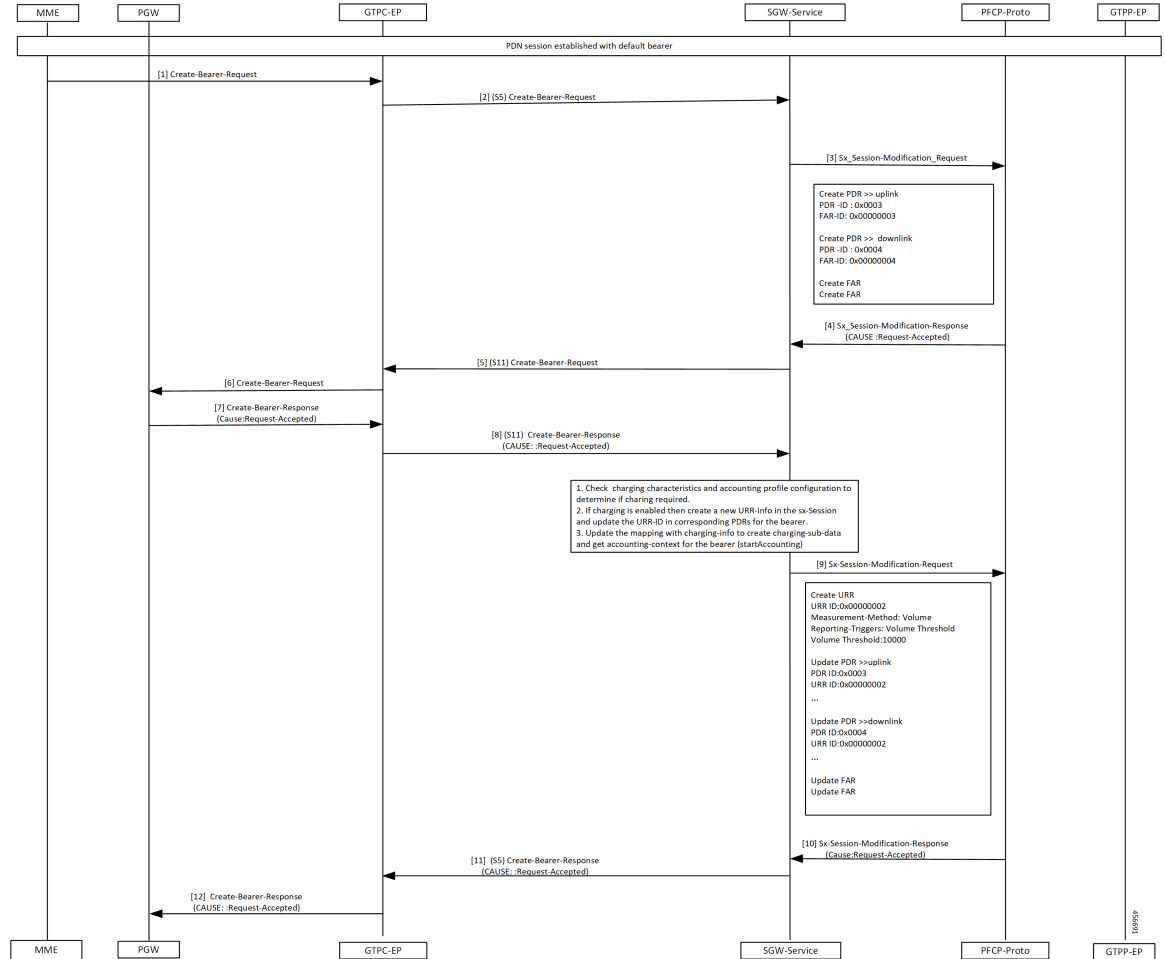 MME PGW GTPC-EP SGW-Service PFCP-Proto GTPP-EP
PDN session established with default bearer
[1] Create-Bearer-Request
[2] (S5) Create-Bearer-Request
[3] Sx_Session-Modification_Request
Create PDR >> uplink
PDR -ID : 0x0003
FAR-ID: 0x00000003
Create PDR >> downlink
PDR -ID : 0x0004
FAR-ID: 0x00000004
Create FAR
Create FAR
[4] Sx_Session-Modification-Response
(CAUSE :Request-Accepted)
[5] (S11) Create-Bearer-Request
[6] Create-Bearer-Request
[7] Create-Bearer-Response
(Cause:Request-Accepted)
[8] (S11) Create-Bearer-Response
(CAUSE: :Request-Accepted)
1. Check charging characteristics and accounting profile configuration to
determine if charing required.
2. If charging is enabled then create a new URR-info in the sx-Session
and update the URR-ID in corresponding PDRs for the bearer.
3. Update the mapping with charging-info to create charging-sub-data
and get accounting-context for the bearer (startAccounting)
[9] Sx-Session-Modification-Request
Create URR
URR ID:0x00000002
Measurement-Method: Volume
Reporting-Triggers: Volume Threshold
Volume Threshold:10000
Update PDR >>uplink
PDR ID:0x0003
URR ID:0x00000002
...
Update PDR >>downlink
PDR ID:0x0004
URR ID:0x00000002
...
Update FAR
Update FAR
[10] Sx-Session-Modification-Response
(Cause:Request-Accepted)
[11] (S5) Create-Bearer-Response
(CAUSE: :Request-Accepted)
[12] Create-Bearer-Response
(CAUSE: :Request-Accepted)
456691
MME PGW GTPC-EP SGW-Service PFCP-Proto GTPP-EP